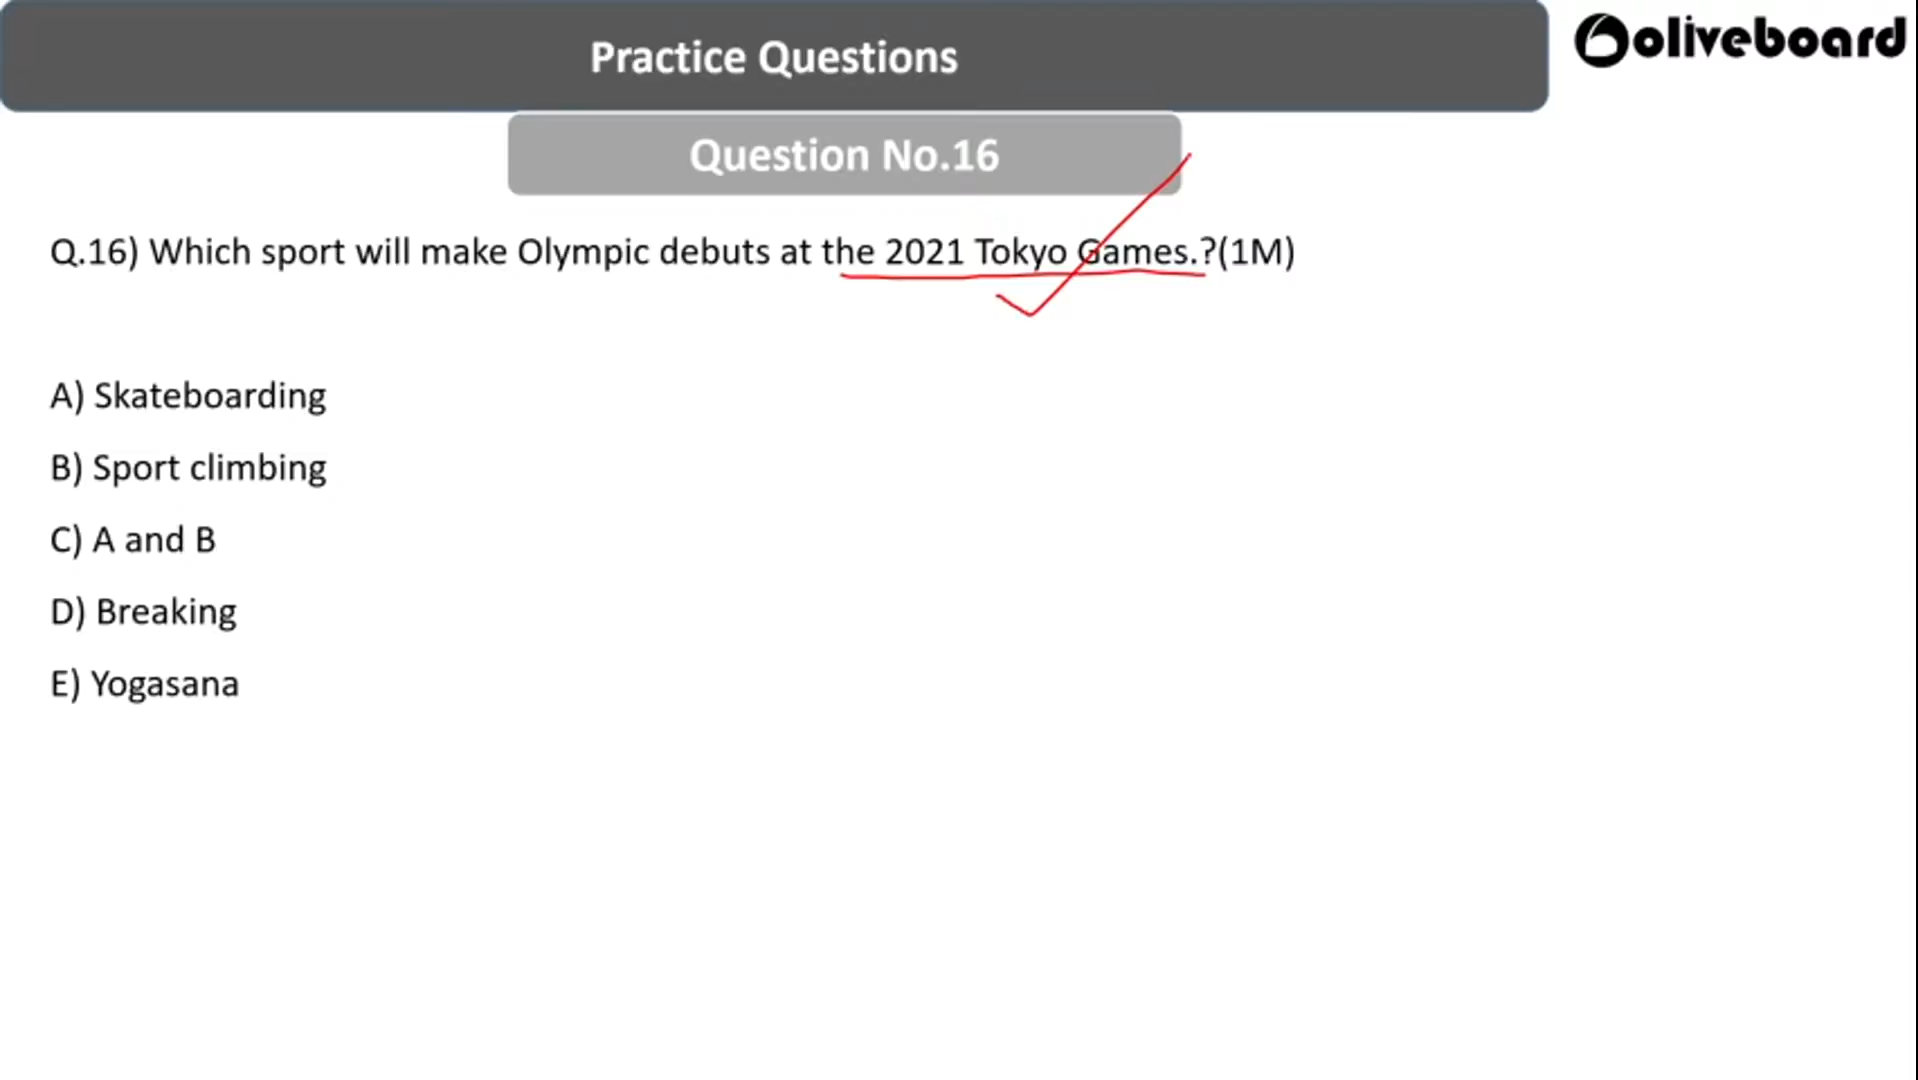 Practice Questions
oliveboard
Question No.16
Q.16) Which sport will make Olympic debuts at the 2021 Tokyo Games.?(1M)
A) Skateboarding
B) Sport climbing
C) A and B
D) Breaking
E) Yogasana